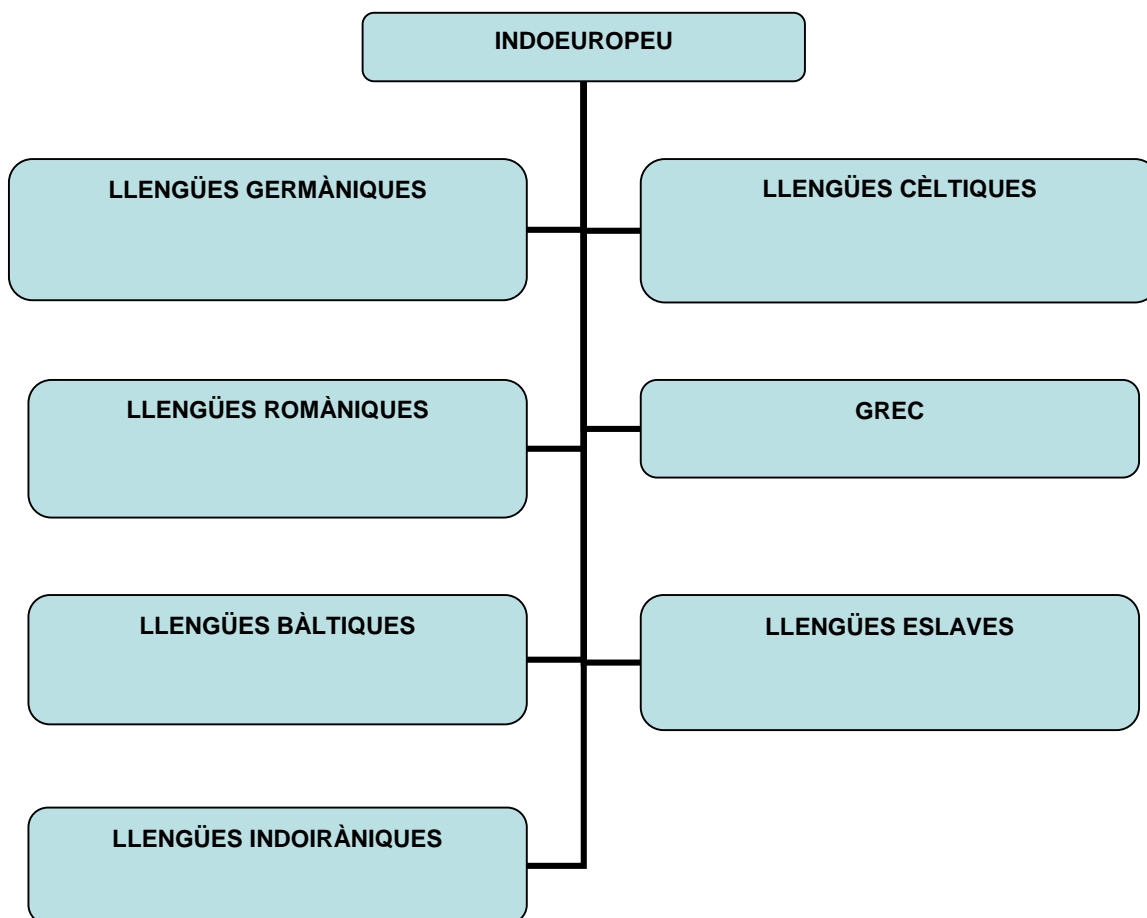 INDOEUROPEU
LLENGÜES GERMÀNIQUES
LLENGÜES CÈLTIQUES
LLENGÜES ROMÀNIQUES
GREC
LLENGÜES BÀLTIQUES
LLENGÜES ESLAVES
LLENGÜES INDOIRÀNIQUES